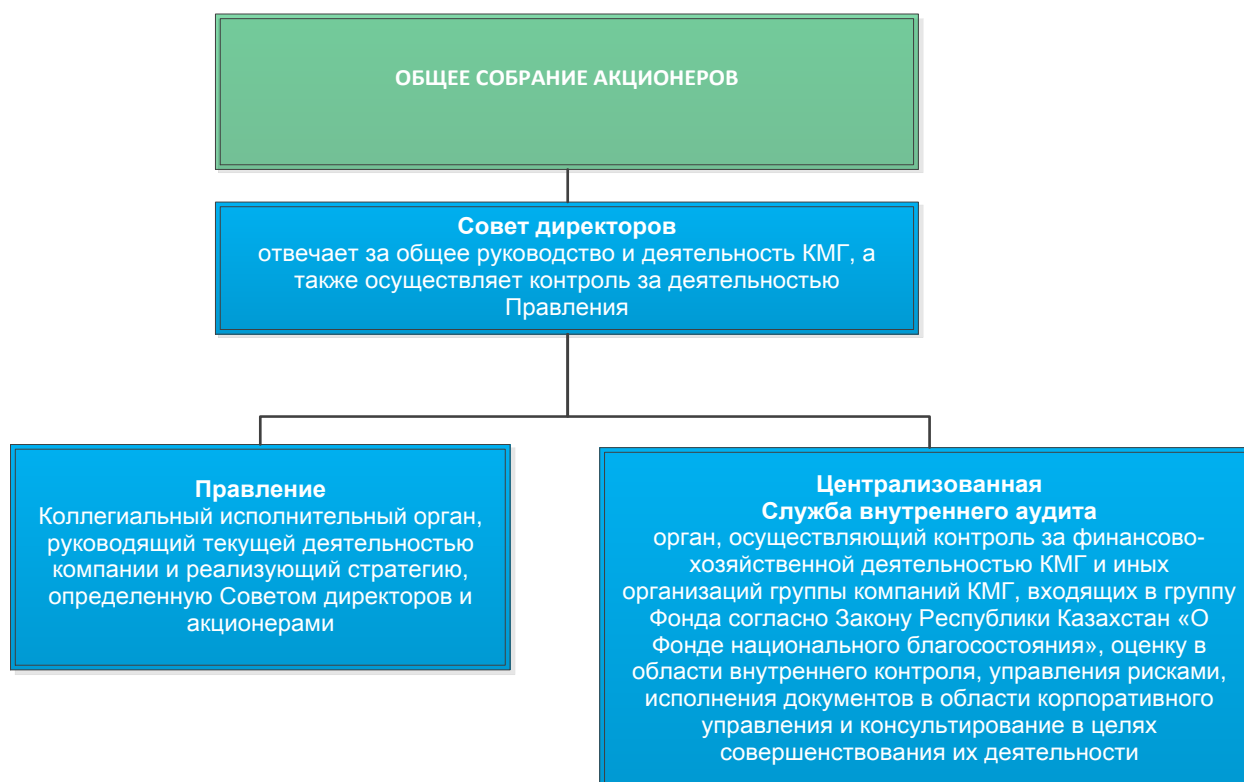 ОБЩЕЕ СОБРАНИЕ АКЦИОНЕРОВ
Совет директоров
отвечает за общее руководство и деятельность КМГ, а
также осуществляет контроль за деятельностью
Правления
Правление
Коллегиальный исполнительный орган,
руководящий текущей деятельностью
компании и реализующий стратегию,
определенную Советом директоров и
акционерами
Централизованная
Служба внутреннего аудита
орган, осуществляющий контроль за финансово-
хозяйственной деятельностью КМГ и иных
организаций группы компаний КМГ, входящих в группу
Фонда согласно Закону Республики Казахстан «О
Фонде национального благосостояния», оценку в
области внутреннего контроля, управления рисками,
исполнения документов в области корпоративного
управления и консультирование в целях
совершенствования их деятельности